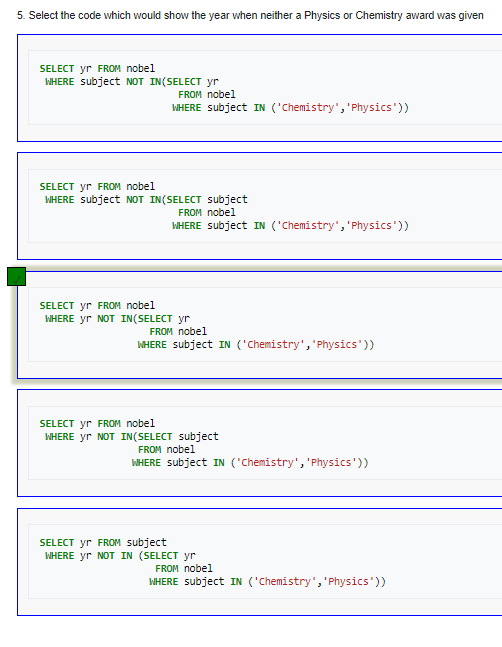 5. Select the code which would show the year when neither a Physics or Chemistry award was given
SELECT yr FROM nobel
WHERE subject NOT IN(SELECT yr
FROM nobel
WHERE subject IN ('Chemistry','Physics'))
SELECT yr FROM nobel
WHERE subject NOT IN(SELECT subject
FROM nobel
WHERE subject IN ('Chemistry','Physics'))
SELECT yr FROM nobel
WHERE yr NOT IN(SELECT yr
FROM nobel
WHERE subject IN ('Chemistry','Physics'))
SELECT yr FROM nobel
WHERE yr NOT IN(SELECT subject
FROM nobel
WHERE subject IN ('Chemistry','Physics'))
SELECT yr FROM subject
WHERE yr NOT IN (SELECT yr
FROM nobel
WHERE subject IN ('Chemistry','Physics'))